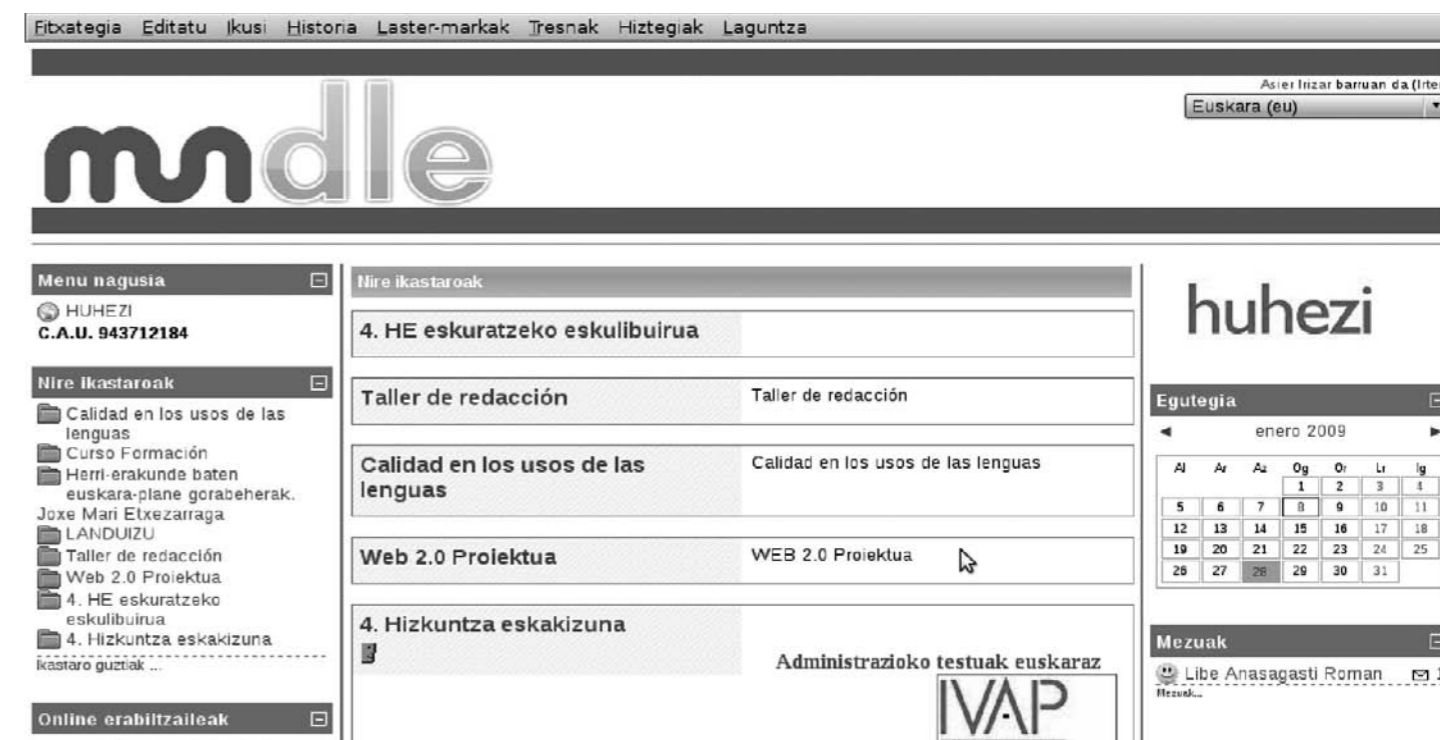 Fitxategia Editatu Ikusi Historia Laster-markak Tresnak Hiztegiak Laguntza
Asier Irizar barruan da (Irte
Euskara (eu)
mndle
Menu nagusia
HUHEZI
C.A.U. 943712184
Nire ikastaroak
Calidad en los usos de las
lenguas
Curso Formación
Herri-erakunde baten
euskara-plane gorabeherak.
Joxe Mari Etxezarraga
LANDUIZU
Taller de redacción
Web 2.0 Proiektua
4. HE eskuratzeko
eskulibuirua
4. Hizkuntza eskakizuna
Ikastaro guztiak ...
Online erabiltzaileak
Nire ikastaroak
4. HE eskuratzeko eskulibuirua
Taller de redacción
Taller de redacción
Calidad en los usos de las
lenguas
Calidad en los usos de las lenguas
Web 2.0 Proiektua
WEB 2.0 Proiektua
4. Hizkuntza eskakizuna
Administrazioko testuak euskaraz
IVAP
huhezi
Egutegia
enero 2009
Al Ar Az Og Or Lr Ig
1 2 3 4
5 6 7 8 9 10 11
12 13 14 15 16 17 18
19 20 21 22 23 24 25
26 27 28 29 30 31
Mezuak
Libe Anasagasti Roman 1
Mezuak...